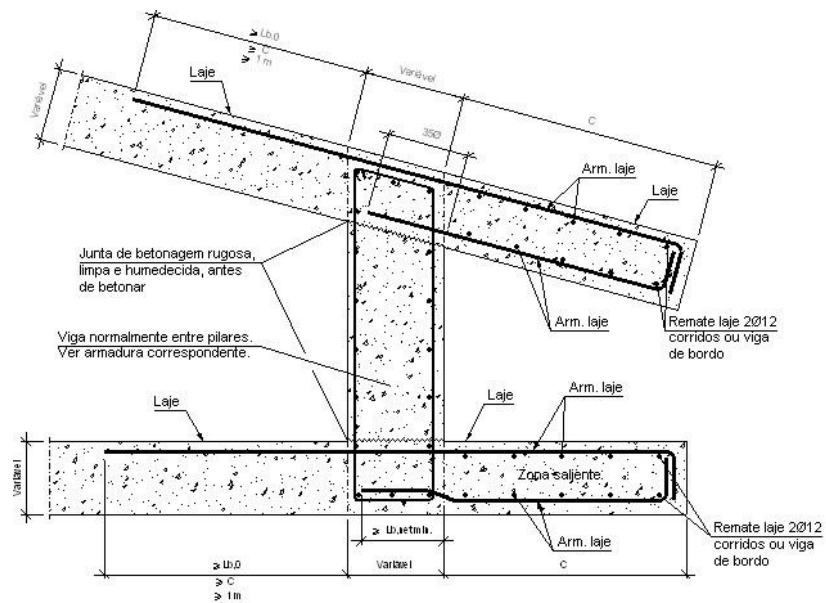 ≥ Lb,0
≥ C
≥ 1 m
Variável
Laje
C
Variável
35Ø
Arm. laje
Laje
Junta de betonagem rugosa,
limpa e humedecida, antes
de betonar
Arm. laje
Remate laje 2Ø12
corridos ou viga
de bordo
Viga normalmente entre pilares.
Ver armadura correspondente.
Laje
Laje
Arm. laje
Variável
Zona saliente
≥ Lb,net min.
Arm. laje
Remate laje 2Ø12
corridos ou viga
de bordo
≥ Lb,0
≥ C
≥ 1 m
Variável
C